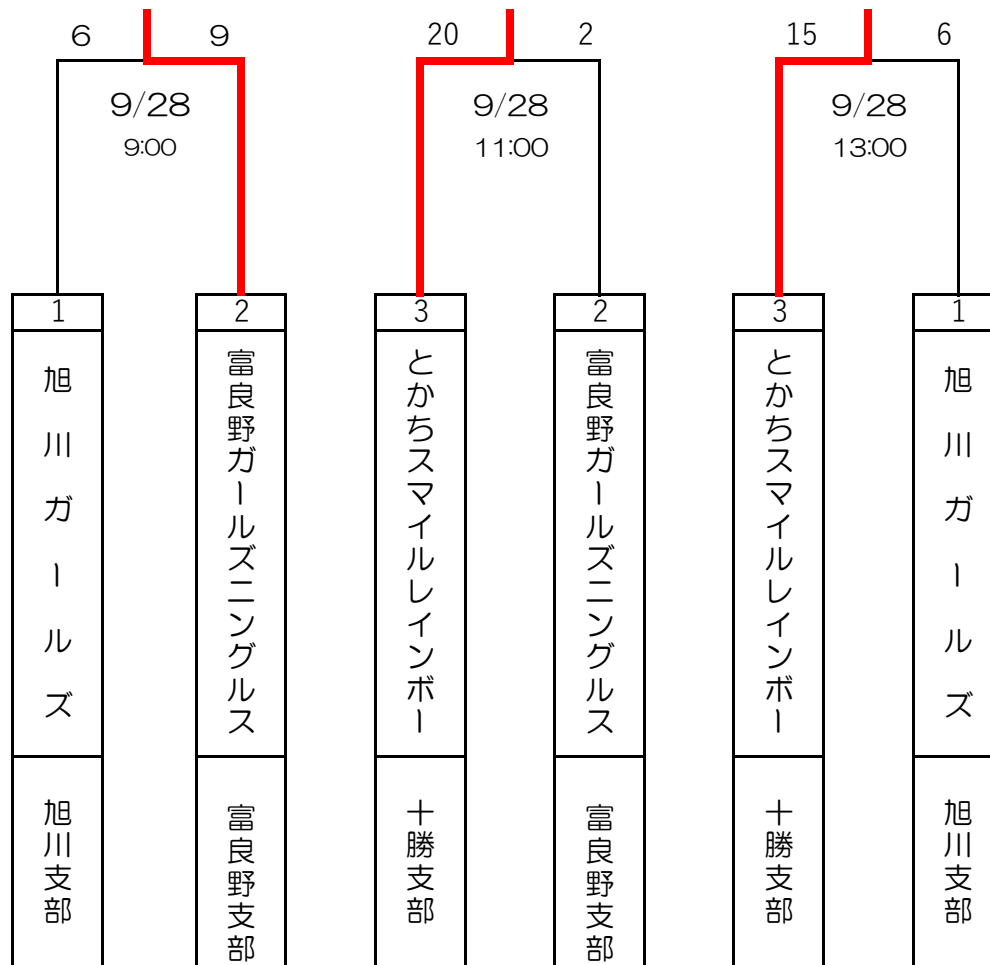 6 9
20 2
15 6
9/28
9:00
9/28
11:00
9/28
13:00
1
2
3
2
3
1
旭川ガールズ
富良野ガールズニングルス
とかちスマイルレインボー
富良野ガールズニングルス
とかちスマイルレインボー
旭川ガールズ
旭川支部
富良野支部
十勝支部
富良野支部
十勝支部
旭川支部